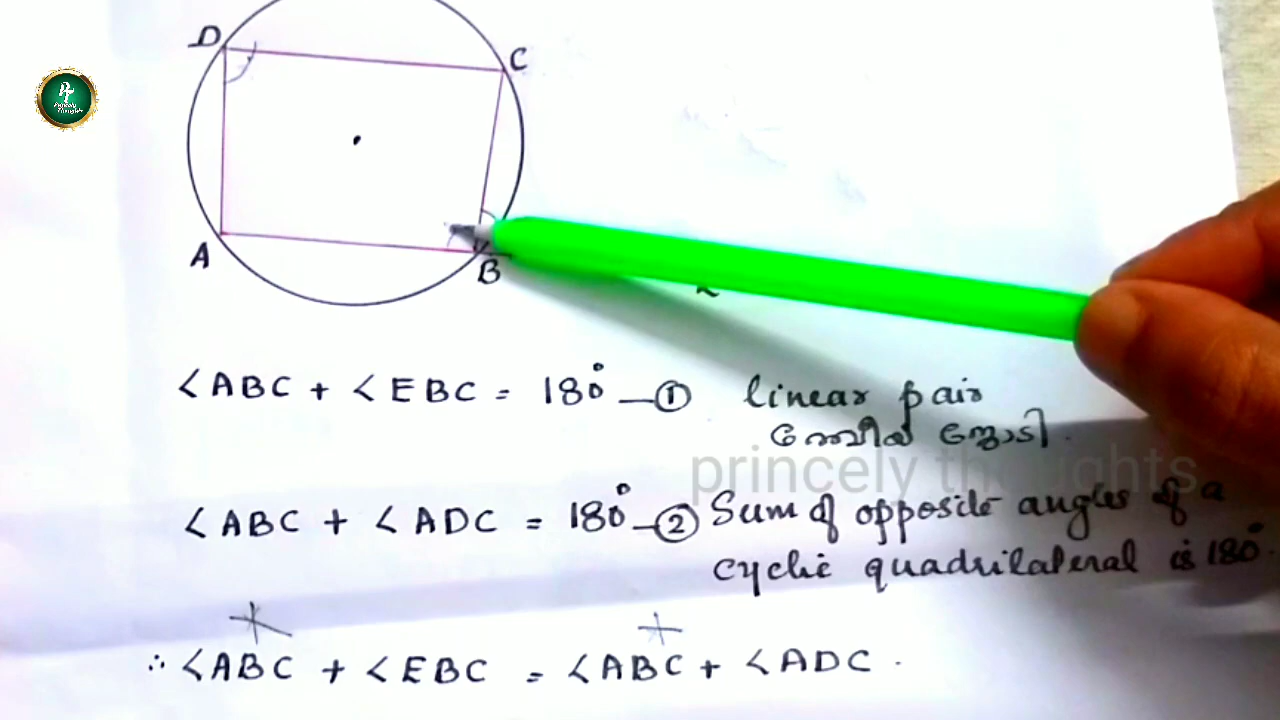 D
C
A
B
∠ABC + ∠EBC = 180° — ① linear pair
രേഖീയ ജോടി.
princely thoughts
∠ABC + ∠ADC = 180° — ② Sum of opposite angles of a
cyclic quadrilateral is 180°.
∴ ∠ABC + ∠EBC = ∠ABC + ∠ADC .